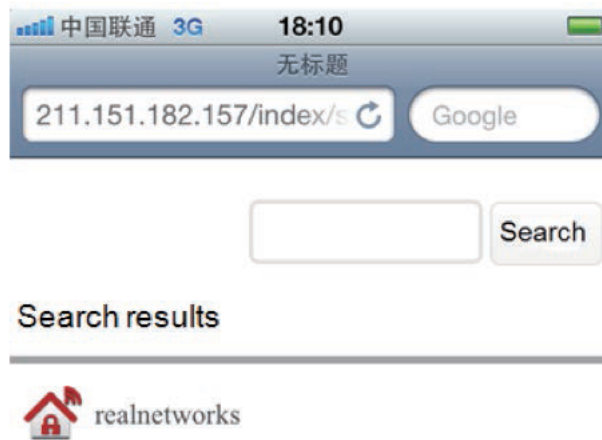 中国联通 3G 18:10
无标题
211.151.182.157/index/s Google
Search
Search results
realnetworks